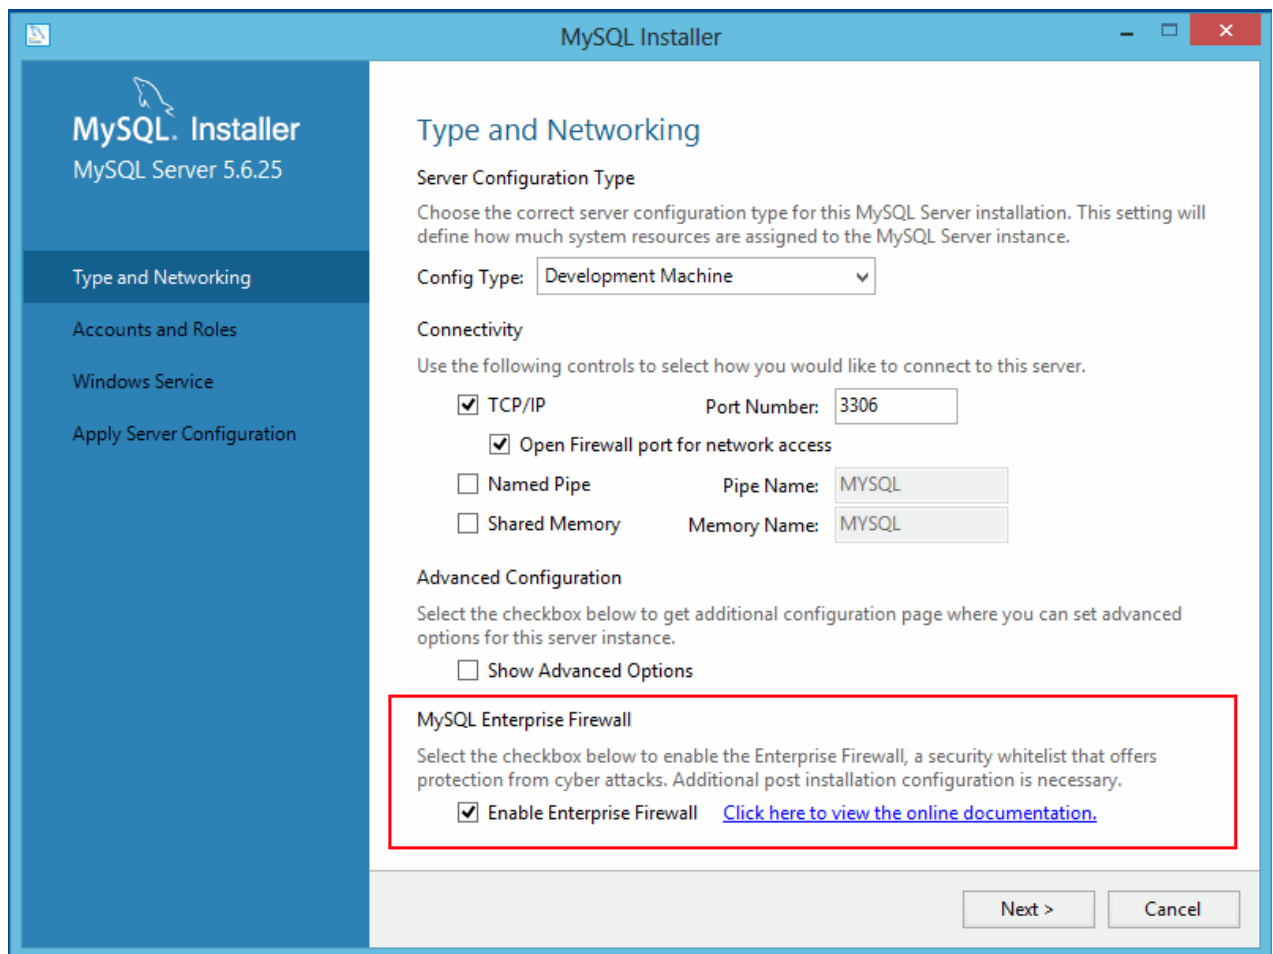 MySQL Installer
MySQL. Installer
MySQL Server 5.6.25
Type and Networking
Accounts and Roles
Windows Service
Apply Server Configuration
Type and Networking
Server Configuration Type
Choose the correct server configuration type for this MySQL Server installation. This setting will
define how much system resources are assigned to the MySQL Server instance.
Config Type: Development Machine
Connectivity
Use the following controls to select how you would like to connect to this server.
TCP/IP Port Number: 3306
Open Firewall port for network access
Named Pipe Pipe Name: MYSQL
Shared Memory Memory Name: MYSQL
Advanced Configuration
Select the checkbox below to get additional configuration page where you can set advanced
options for this server instance.
Show Advanced Options
MySQL Enterprise Firewall
Select the checkbox below to enable the Enterprise Firewall, a security whitelist that offers
protection from cyber attacks. Additional post installation configuration is necessary.
Enable Enterprise Firewall Click here to view the online documentation.
Next > Cancel